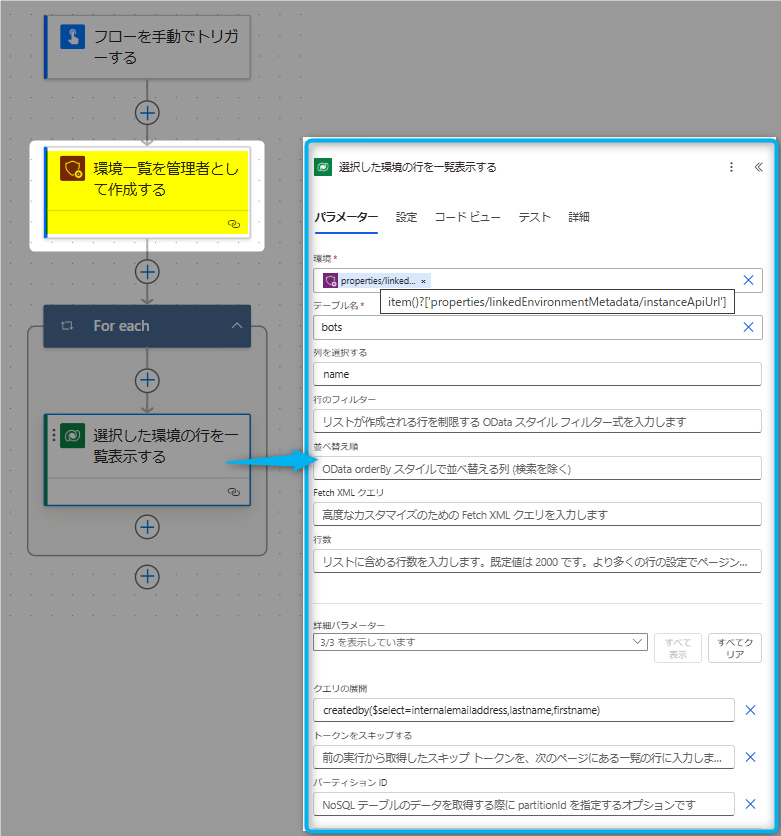 フローを手動でトリガ
ーする
環境一覧を管理者とし
て作成する
For each
選択した環境の行を一
覧表示する
選択した環境の行を一覧表示する
パラメーター 設定 コード ビュー テスト 詳細
環境 *
properties/linked... ×
item()?['properties/linkedEnvironmentMetadata/instanceApiUrl']
テーブル名 *
bots
列を選択する
name
行のフィルター
リストが作成される行を制限する OData スタイル フィルター式を入力します
並べ替え順
OData orderBy スタイルで並べ替える列 (検索を除く)
Fetch XML クエリ
高度なカスタマイズのための Fetch XML クエリを入力します
行数
リストに含める行数を入力します。既定値は 2000 です。より多くの行の設定でページン...
詳細パラメーター
3/3 を表示しています
すべて
表示
すべてク
リア
クエリの展開
createdby($select=internalemailaddress,lastname,firstname)
トークンをスキップする
前の実行から取得したスキップ トークンを、次のページにある一覧の行に入力しま...
パーティション ID
NoSQL テーブルのデータを取得する際に partitionId を指定するオプションです